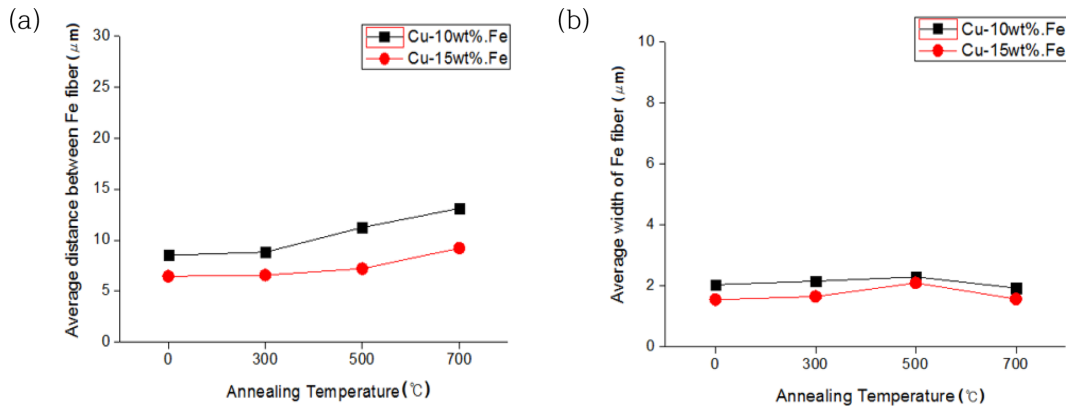 (a)
Average distance between Fe fiber (μm)
30
25
20
15
10
5
0
Cu-10wt%.Fe
Cu-15wt%.Fe
0 300 500 700
Annealing Temperature(℃)
(b)
Average width of Fe fiber (μm)
10
8
6
4
2
0
Cu-10wt%.Fe
Cu-15wt%.Fe
0 300 500 700
Annealing Temperature(℃)